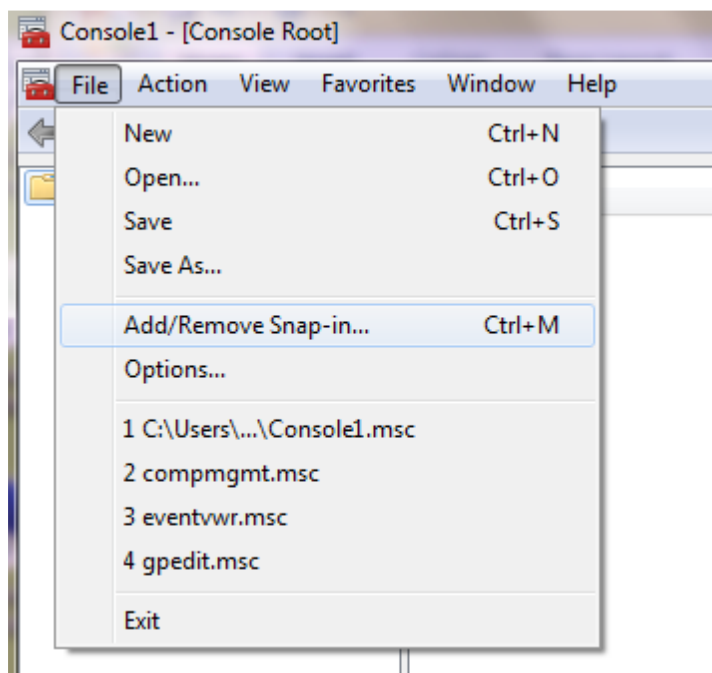 Console1 - [Console Root]
File Action View Favorites Window Help
New Ctrl+N
Open... Ctrl+O
Save Ctrl+S
Save As...
Add/Remove Snap-in... Ctrl+M
Options...
1 C:\Users\...\Console1.msc
2 compmgmt.msc
3 eventvwr.msc
4 gpedit.msc
Exit